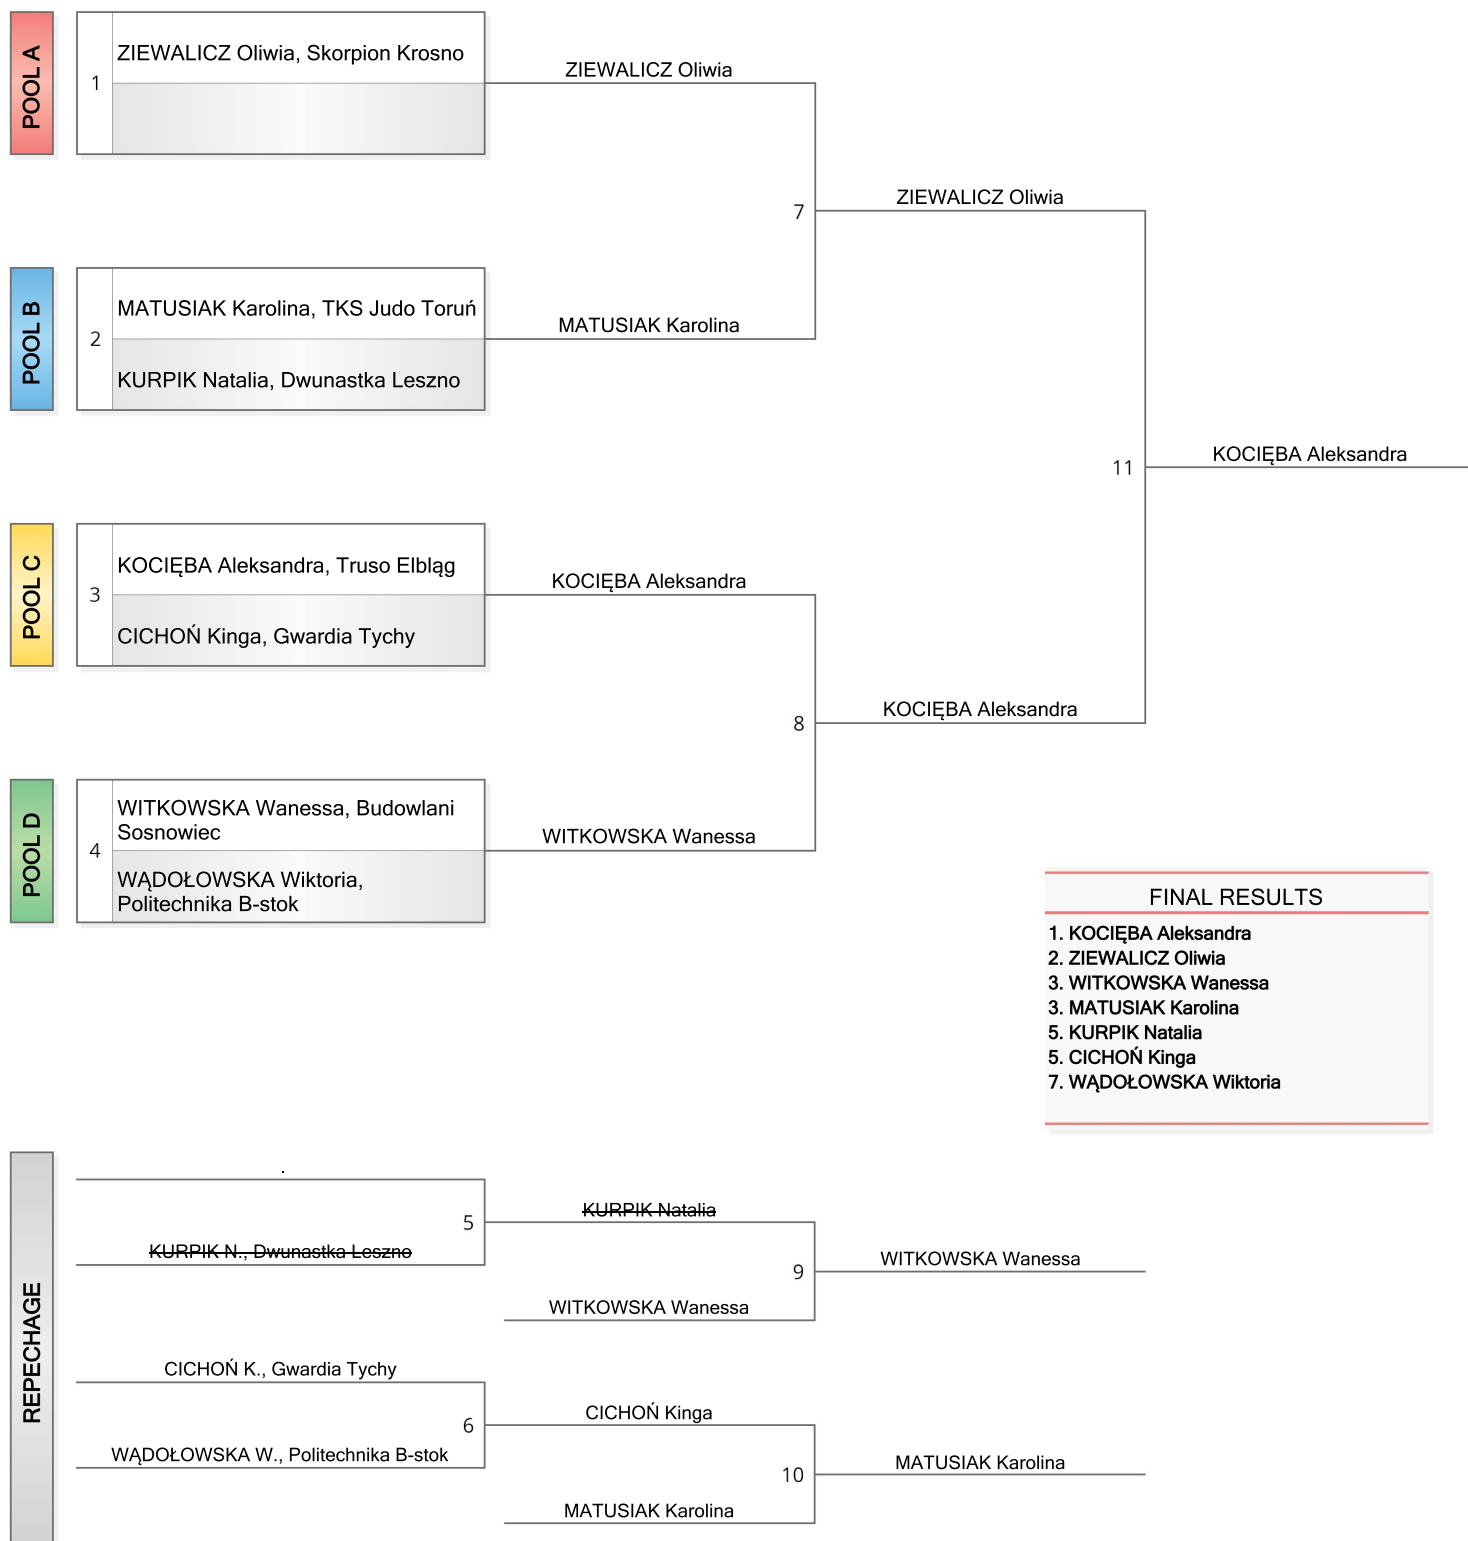 POOL A
1
ZIEWALICZ Oliwia, Skorpion Krosno
ZIEWALICZ Oliwia
7
ZIEWALICZ Oliwia
POOL B
2
MATUSIAK Karolina, TKS Judo Toruń
KURPIK Natalia, Dwunastka Leszno
MATUSIAK Karolina
11
KOCIĘBA Aleksandra
POOL C
3
KOCIĘBA Aleksandra, Truso Elbląg
CICHOŃ Kinga, Gwardia Tychy
KOCIĘBA Aleksandra
8
KOCIĘBA Aleksandra
POOL D
4
WITKOWSKA Wanessa, Budowlani
Sosnowiec
WĄDOŁOWSKA Wiktoria,
Politechnika B-stok
WITKOWSKA Wanessa
FINAL RESULTS
1. KOCIĘBA Aleksandra
2. ZIEWALICZ Oliwia
3. WITKOWSKA Wanessa
3. MATUSIAK Karolina
5. KURPIK Natalia
5. CICHOŃ Kinga
7. WĄDOŁOWSKA Wiktoria
REPECHAGE
.
5
KURPIK N., Dwunastka Leszno
KURPIK Natalia
9
WITKOWSKA Wanessa
WITKOWSKA Wanessa
CICHOŃ K., Gwardia Tychy
6
WĄDOŁOWSKA W., Politechnika B-stok
CICHOŃ Kinga
10
MATUSIAK Karolina
MATUSIAK Karolina